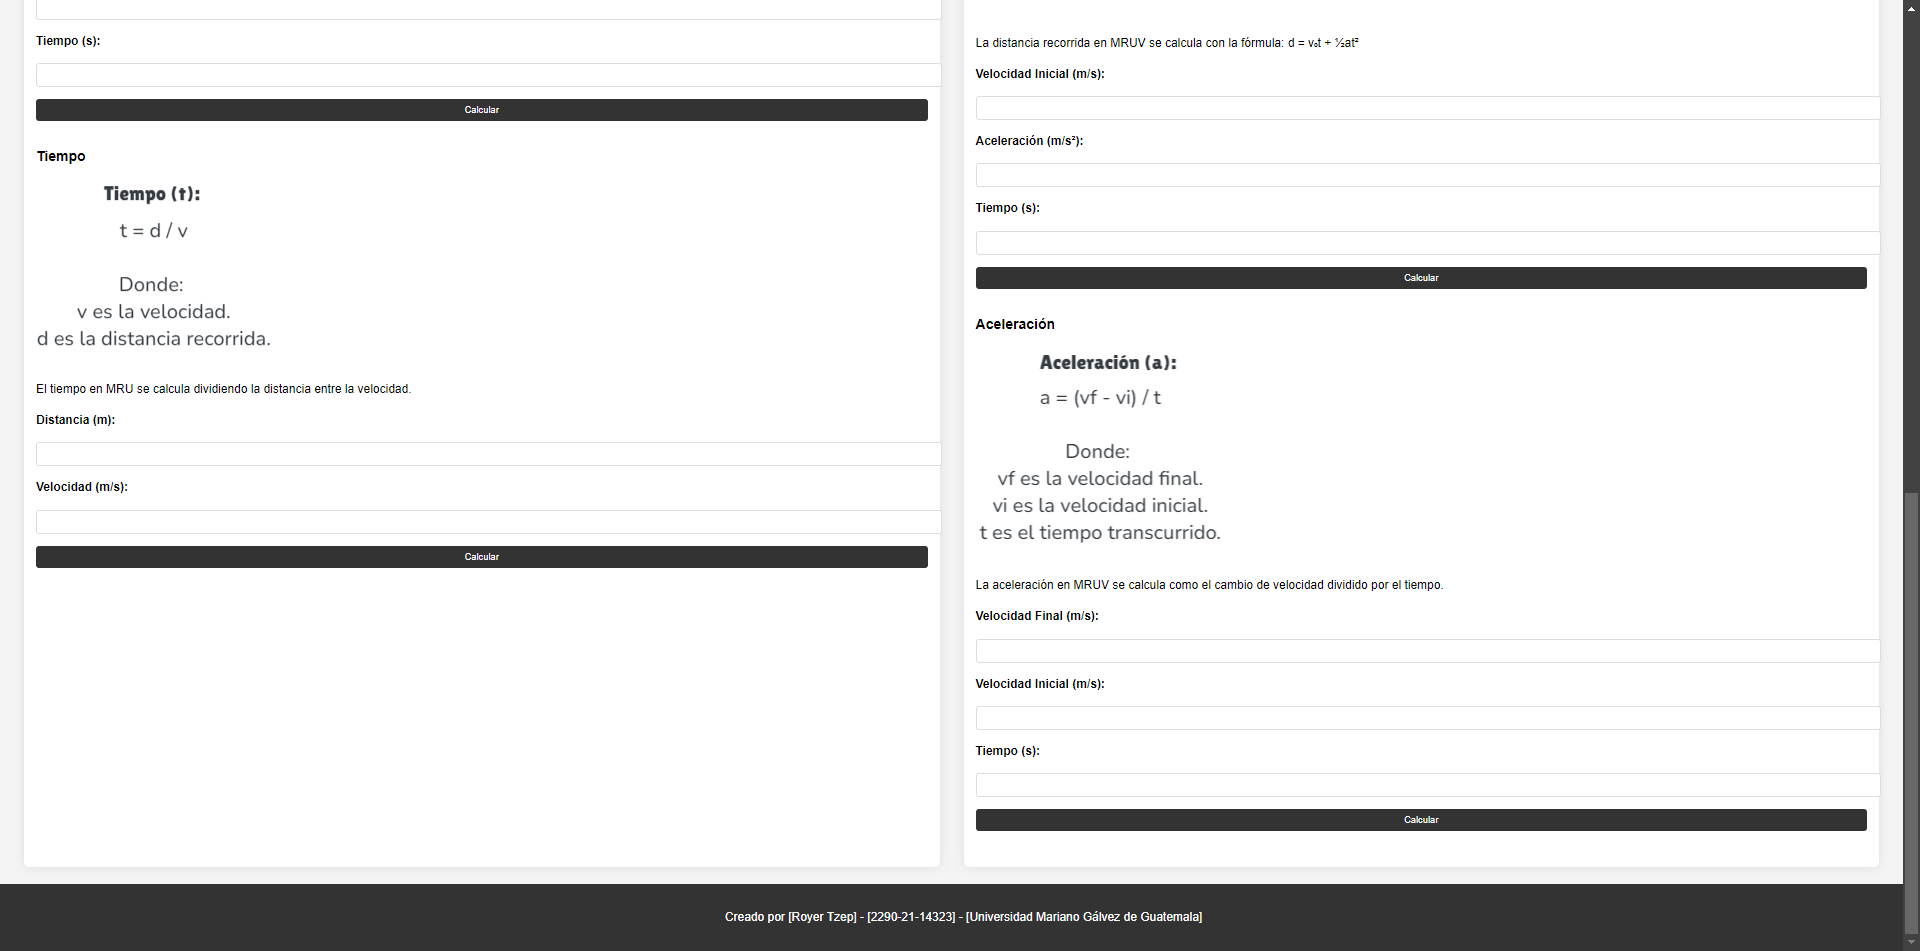 Tiempo (s):
Calcular
Tiempo
Tiempo (t):
t = d / v
Donde:
v es la velocidad.
d es la distancia recorrida.
El tiempo en MRU se calcula dividiendo la distancia entre la velocidad.
Distancia (m):
Velocidad (m/s):
Calcular
La distancia recorrida en MRUV se calcula con la fórmula: d = v₀t + ½at²
Velocidad Inicial (m/s):
Aceleración (m/s²):
Tiempo (s):
Calcular
Aceleración
Aceleración (a):
a = (vf - vi) / t
Donde:
vf es la velocidad final.
vi es la velocidad inicial.
t es el tiempo transcurrido.
La aceleración en MRUV se calcula como el cambio de velocidad dividido por el tiempo.
Velocidad Final (m/s):
Velocidad Inicial (m/s):
Tiempo (s):
Calcular
Creado por [Royer Tzep] - [2290-21-14323] - [Universidad Mariano Gálvez de Guatemala]